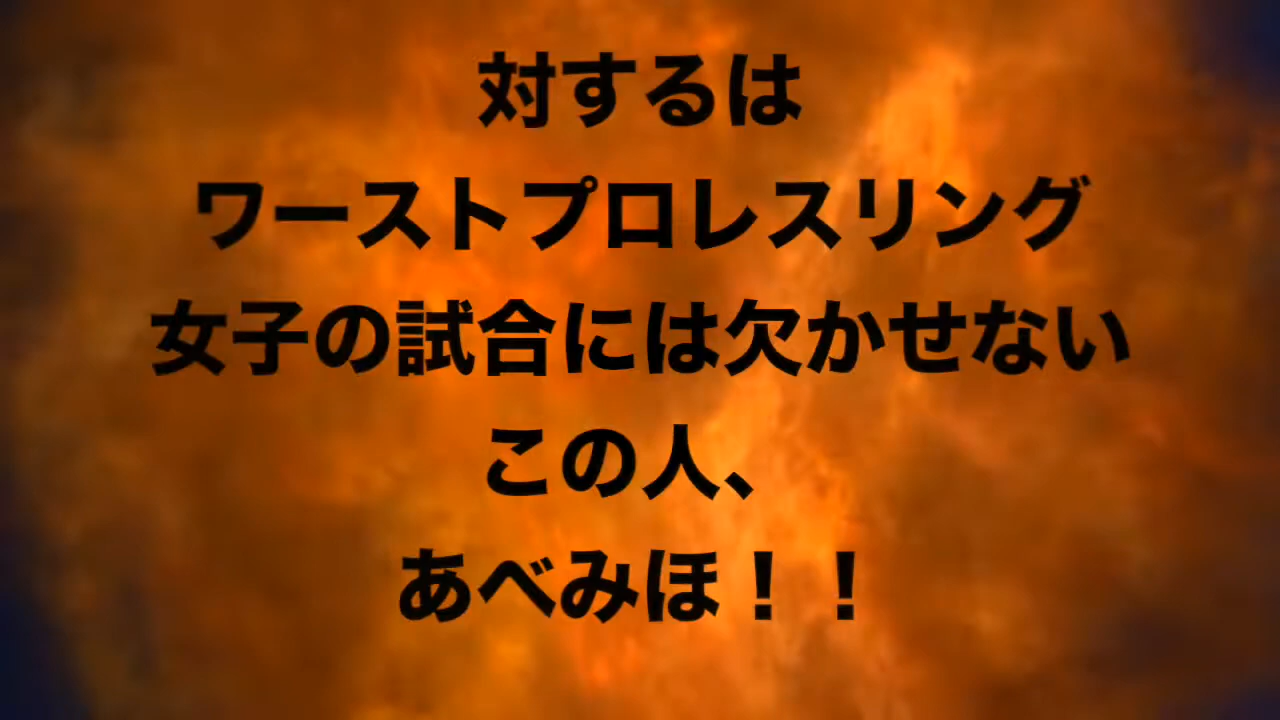 対するは
ワーストプロレスリング
女子の試合には欠かせない
この人、
あべみほ！！